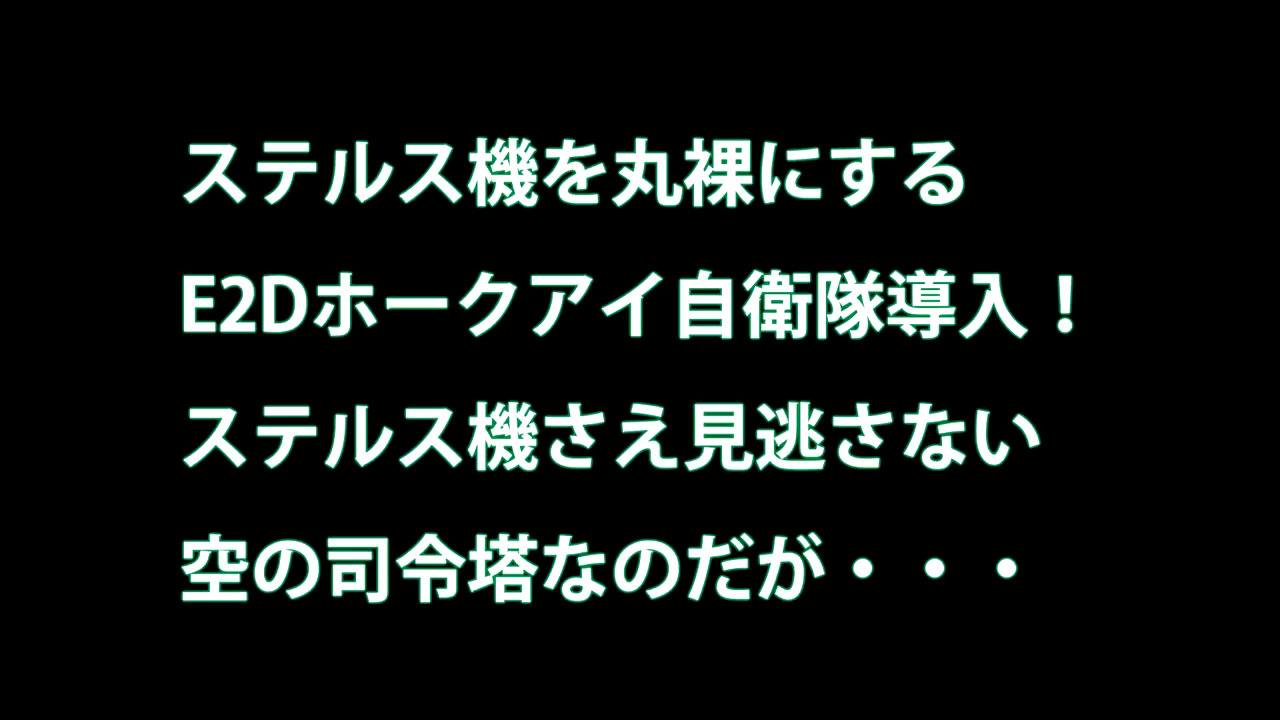 ステルス機を丸裸にする
E2Dホークアイ自衛隊導入！
ステルス機さえ見逃さない
空の司令塔なのだが・・・